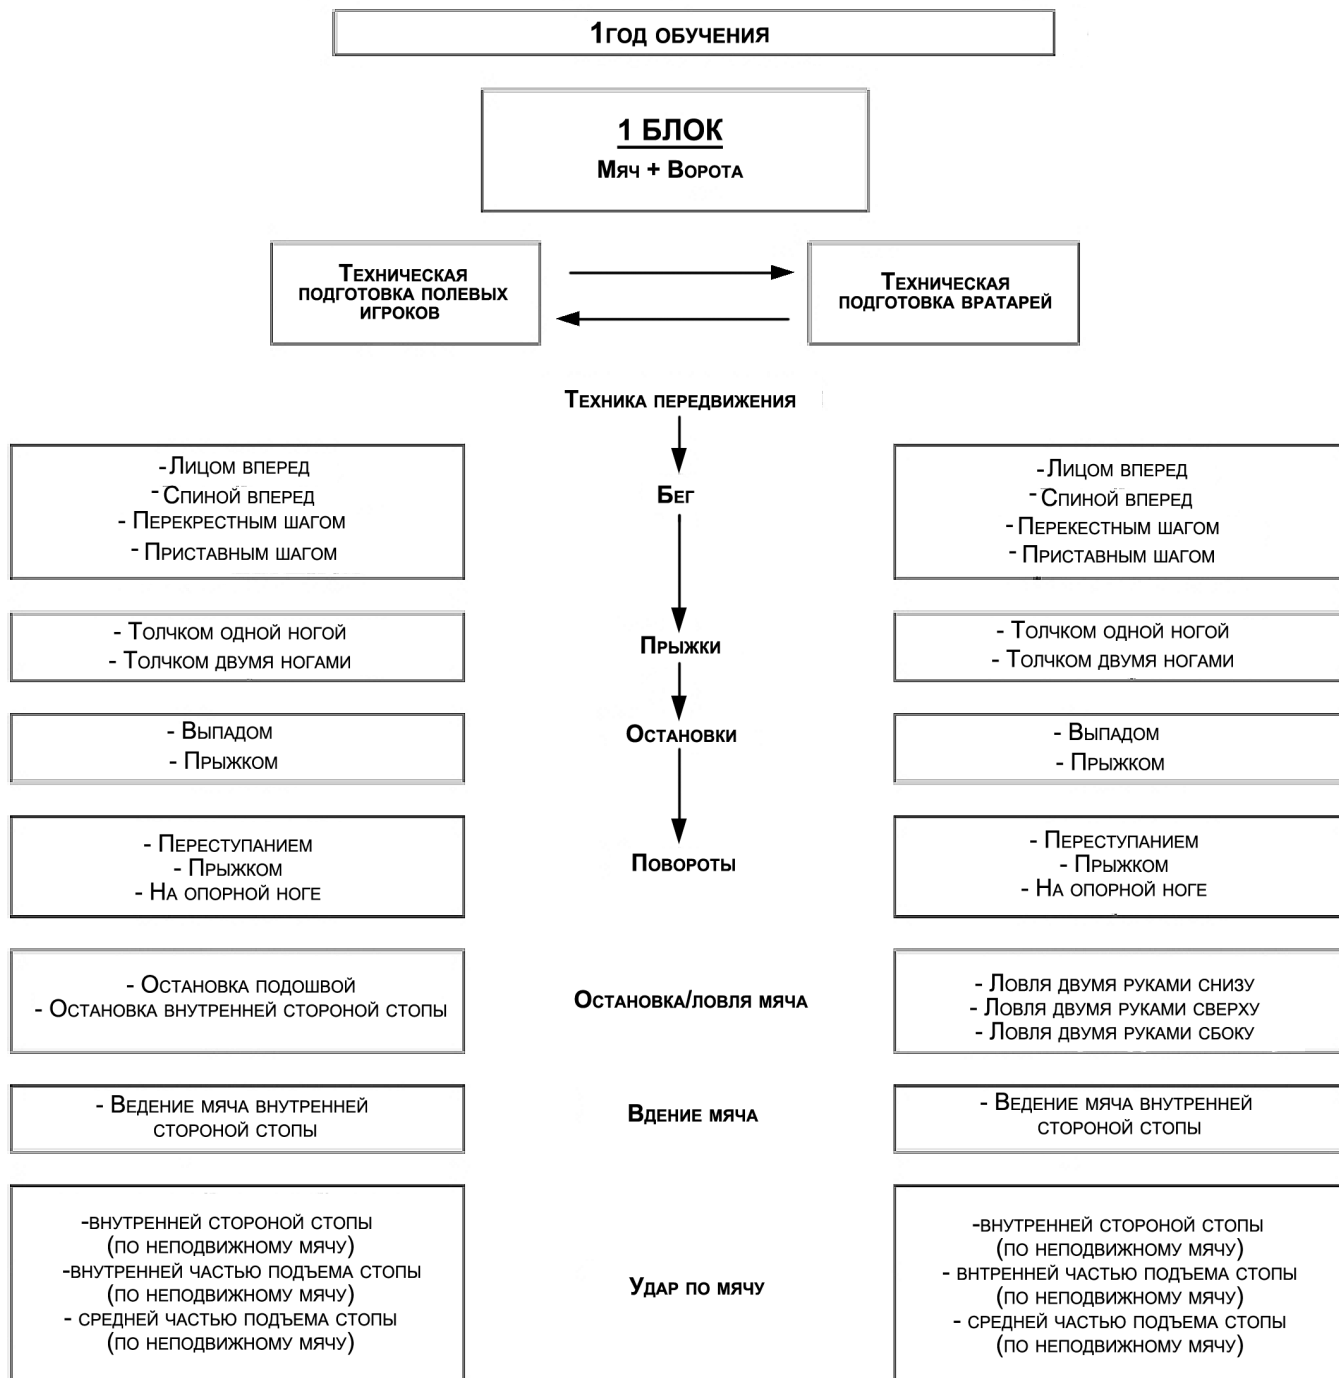 1ГОД ОБУЧЕНИЯ
1 БЛОК
Мяч + Ворота
Техническая
подготовка полевых
игроков
Техническая
подготовка вратарей
Техника передвижения
-Лицом вперед
- Спиной вперед
- Перекрестным шагом
- Приставным шагом
Бег
-Лицом вперед
- Спиной вперед
- Перекестным шагом
- Приставным шагом
- Толчком одной ногой
- Толчком двумя ногами
Прыжки
- Толчком одной ногой
- Толчком двумя ногами
- Выпадом
- Прыжком
Остановки
- Выпадом
- Прыжком
- Переступанием
- Прыжком
- На опорной ноге
Повороты
- Переступанием
- Прыжком
- На опорной ноге
- Остановка подошвой
- Остановка внутренней стороной стопы
Остановка/ловля мяча
- Ловля двумя руками снизу
- Ловля двумя руками сверху
- Ловля двумя руками сбоку
- Ведение мяча внутренней
стороной стопы
Вдение мяча
- Ведение мяча внутренней
стороной стопы
-внутренней стороной стопы
(по неподвижному мячу)
-внутренней частью подъема стопы
(по неподвижному мячу)
- средней частью подъема стопы
(по неподвижному мячу)
Удар по мячу
-внутренней стороной стопы
(по неподвижному мячу)
- внтренней частью подъема стопы
(по неподвижному мячу)
- средней частью подъема стопы
(по неподвижному мячу)